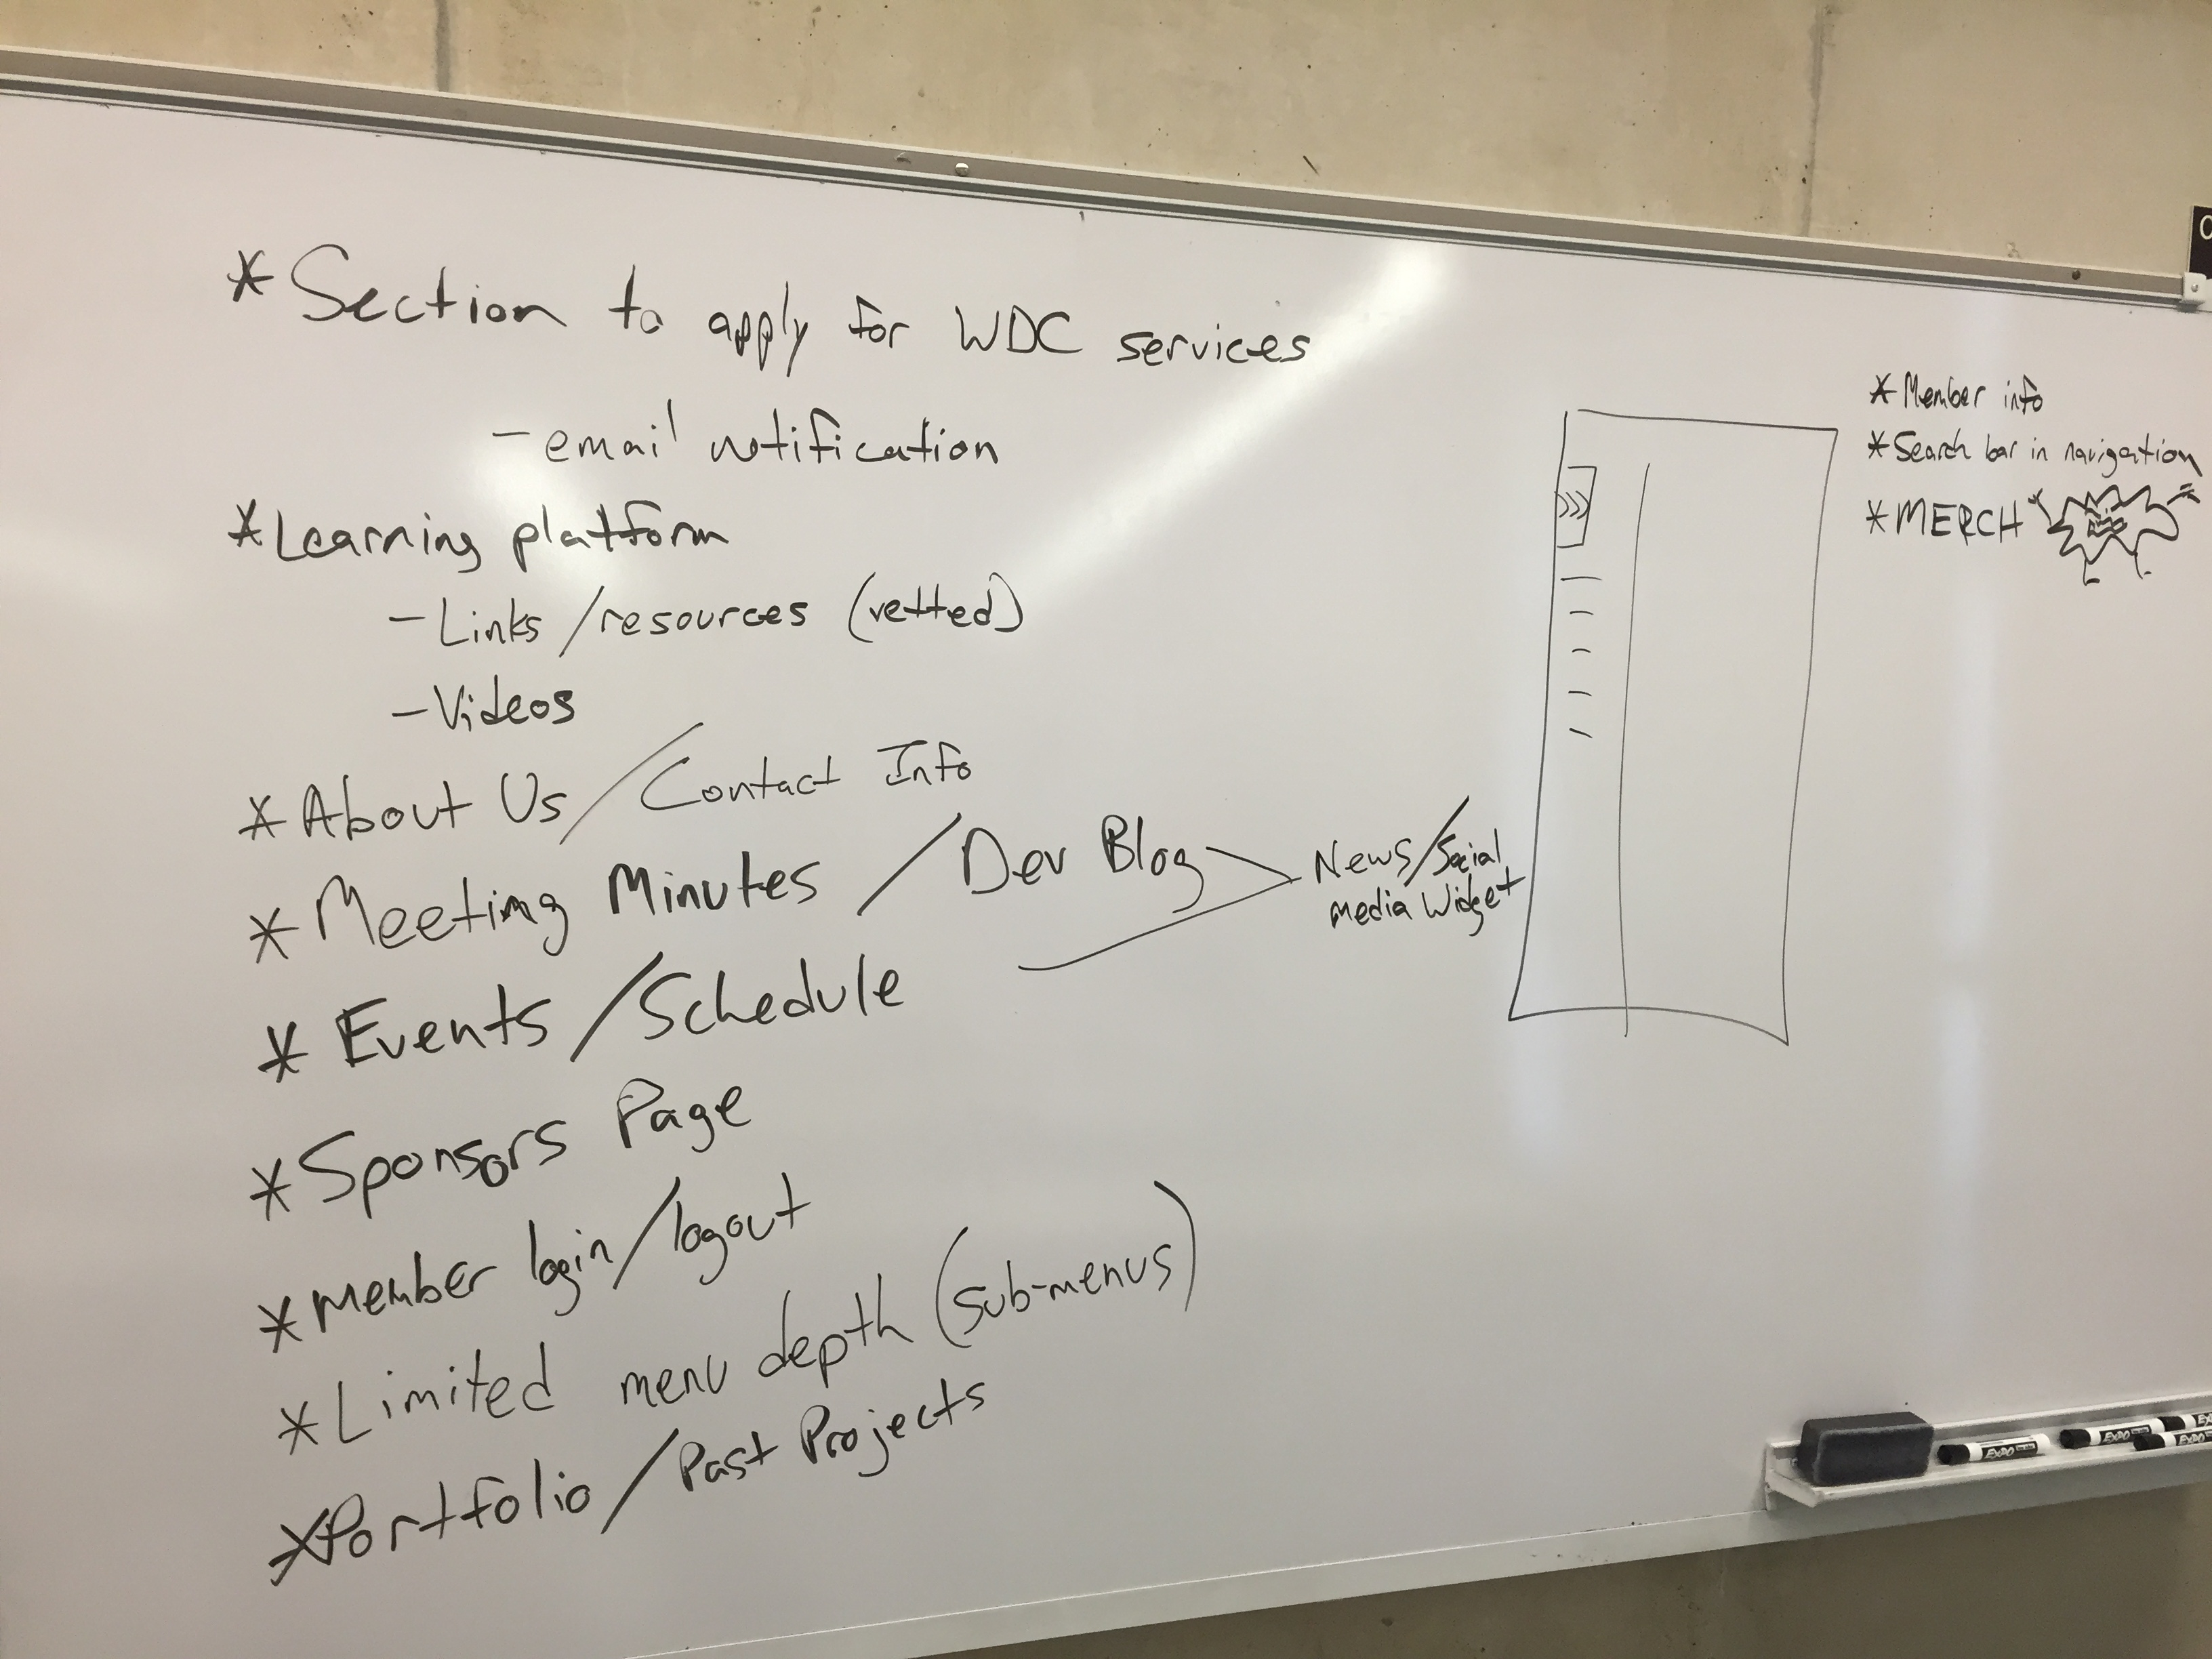 * Section to apply for WDC services
- email notification
* Learning platform
- Links / resources (vetted)
- Videos
* About Us / Contact Info
* Meeting Minutes / Dev Blog
* Events / Schedule
News / Social
media Widget
* Sponsors Page
* member login / logout
* Limited menu depth (sub-menus)
* Portfolio / Past Projects
* Member info
* Search bar in navigation
* MERCH
EXPO
EXPO